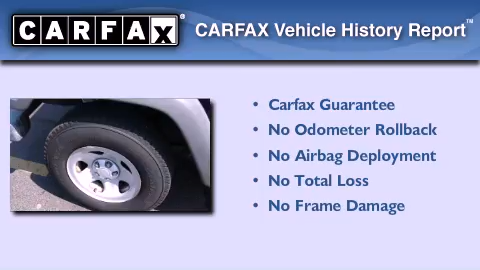 CARFAX® CARFAX Vehicle History Report™
• Carfax Guarantee
• No Odometer Rollback
• No Airbag Deployment
• No Total Loss
• No Frame Damage